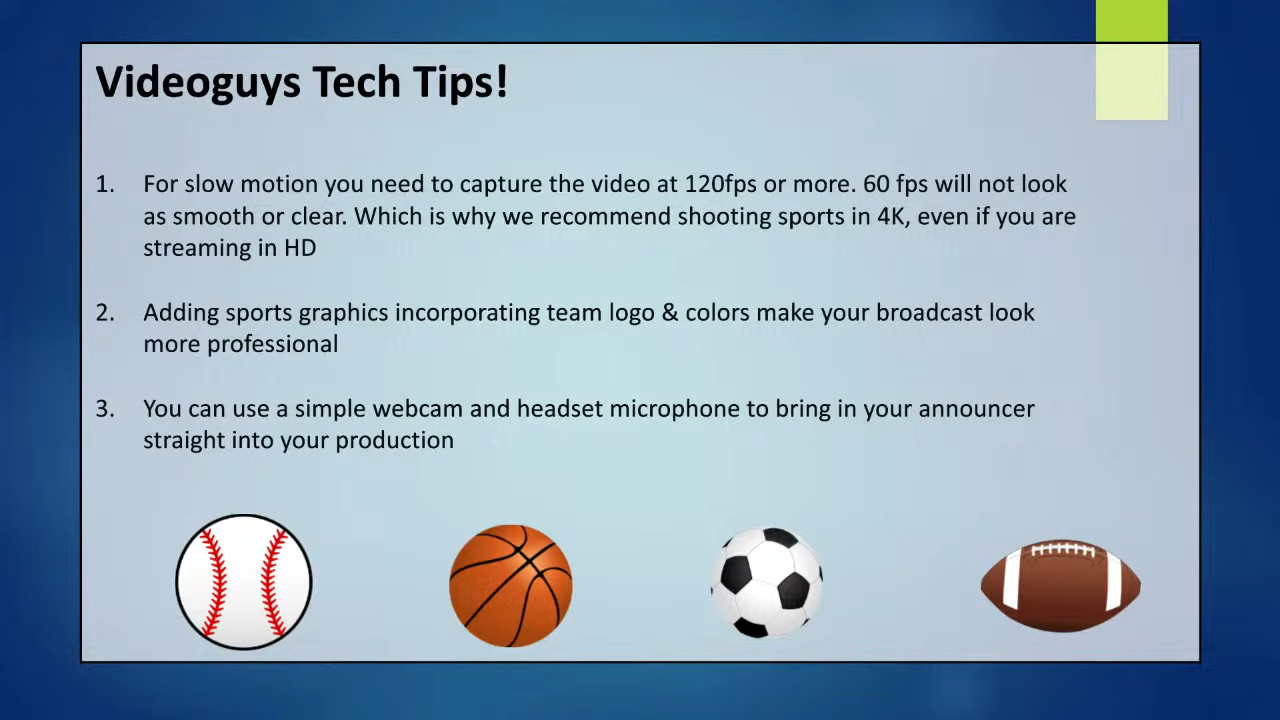 Videoguys Tech Tips!
1. For slow motion you need to capture the video at 120fps or more. 60 fps will not look
as smooth or clear. Which is why we recommend shooting sports in 4K, even if you are
streaming in HD
2. Adding sports graphics incorporating team logo & colors make your broadcast look
more professional
3. You can use a simple webcam and headset microphone to bring in your announcer
straight into your production